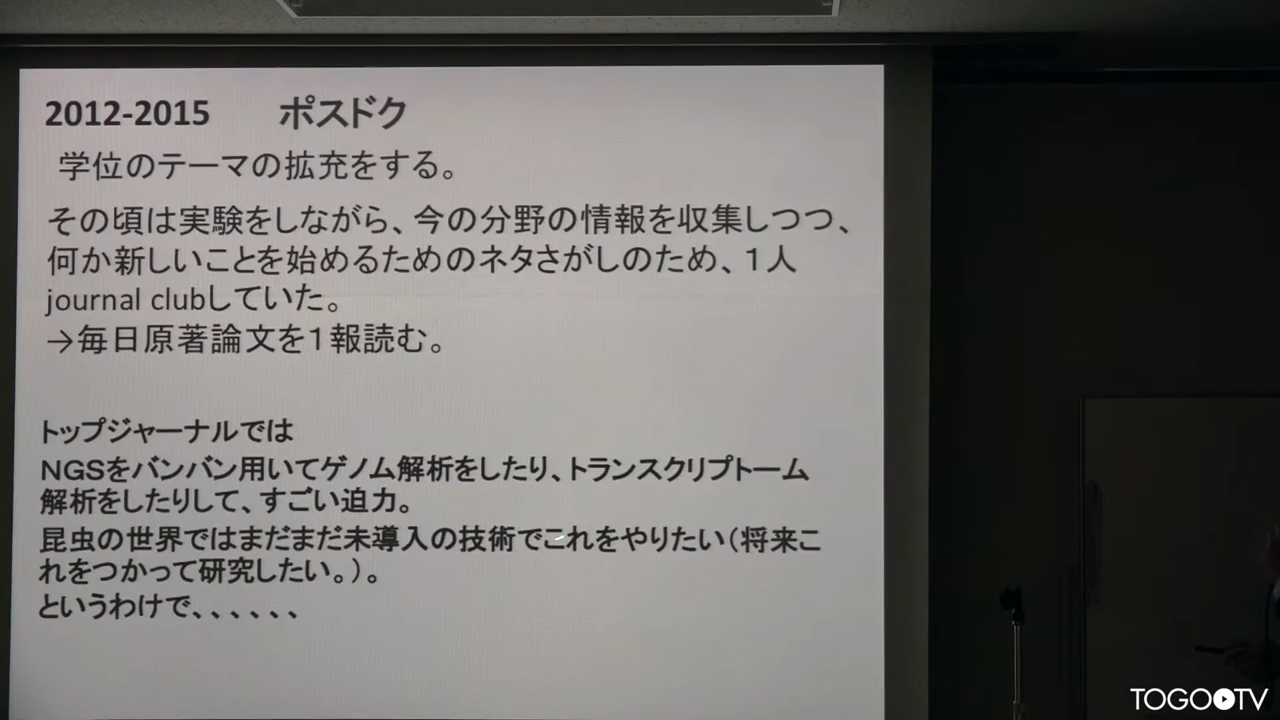 2012-2015 ポスドク
学位のテーマの拡充をする。
その頃は実験をしながら、今の分野の情報を収集しつつ、
何か新しいことを始めるためのネタさがしのため、１人
journal clubしていた。
→毎日原著論文を１報読む。
トップジャーナルでは
NGSをバンバン用いてゲノム解析をしたり、トランスクリプトーム
解析をしたりして、すごい迫力。
昆虫の世界ではまだまだ未導入の技術でこれをやりたい（将来こ
れをつかって研究したい。）。
というわけで、、、、、、
TOGOTV